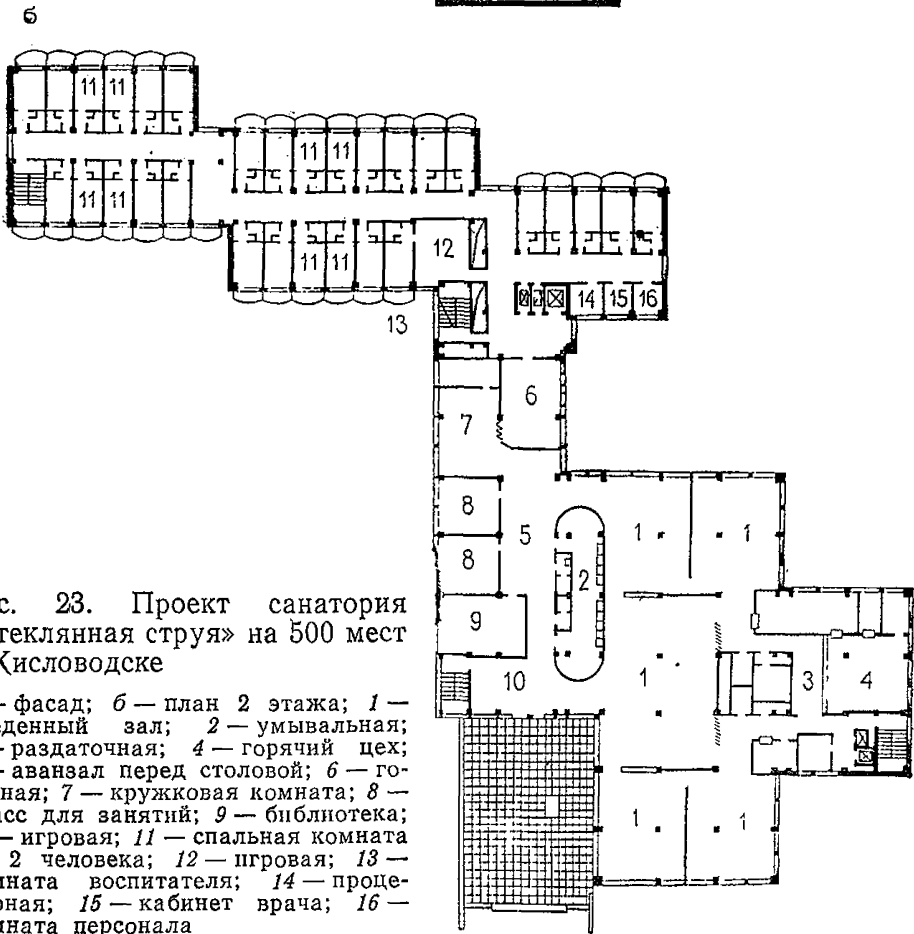 б
11 11
11 11
11 11
11 11
12
13
14 15 16
6
7
8
5
1
1
8
2
9
10
1
3
4
1
1
с. 23. Проект санатория
теклянная струя» на 500 мест
Кисловодске
— фасад; б — план 2 этажа; 1 —
еденный зал; 2 — умывальная;
— раздаточная; 4 — горячий цех;
— аванзал перед столовой; 6 — го-
ная; 7 — кружковая комната; 8 —
сс для занятий; 9 — библиотека;
— игровая; 11 — спальная комната
2 человека; 12 — игровая; 13 —
мната воспитателя; 14 — проце-
рная; 15 — кабинет врача; 16 —
мната персонала